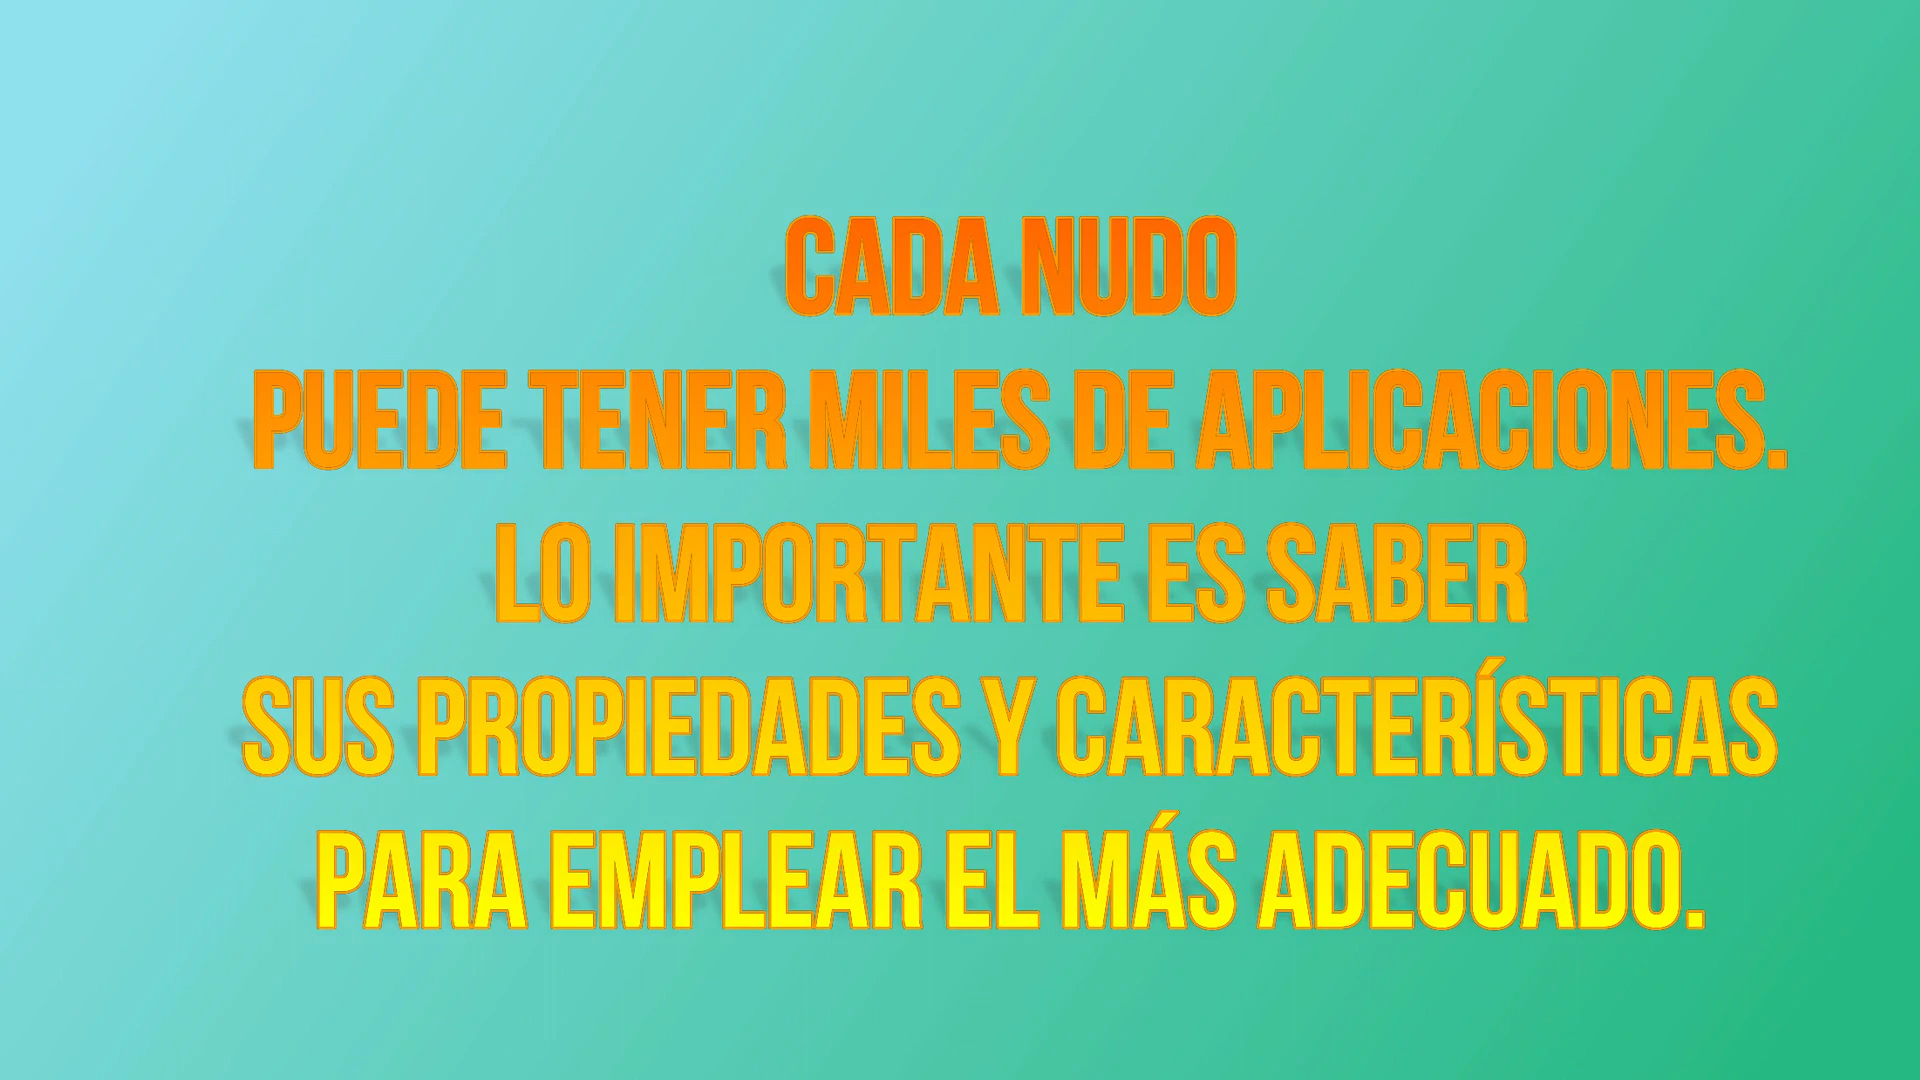 CADA NUDO
PUEDE TENER MILES DE APLICACIONES.
LO IMPORTANTE ES SABER
SUS PROPIEDADES Y CARACTERÍSTICAS
PARA EMPLEAR EL MÁS ADECUADO.